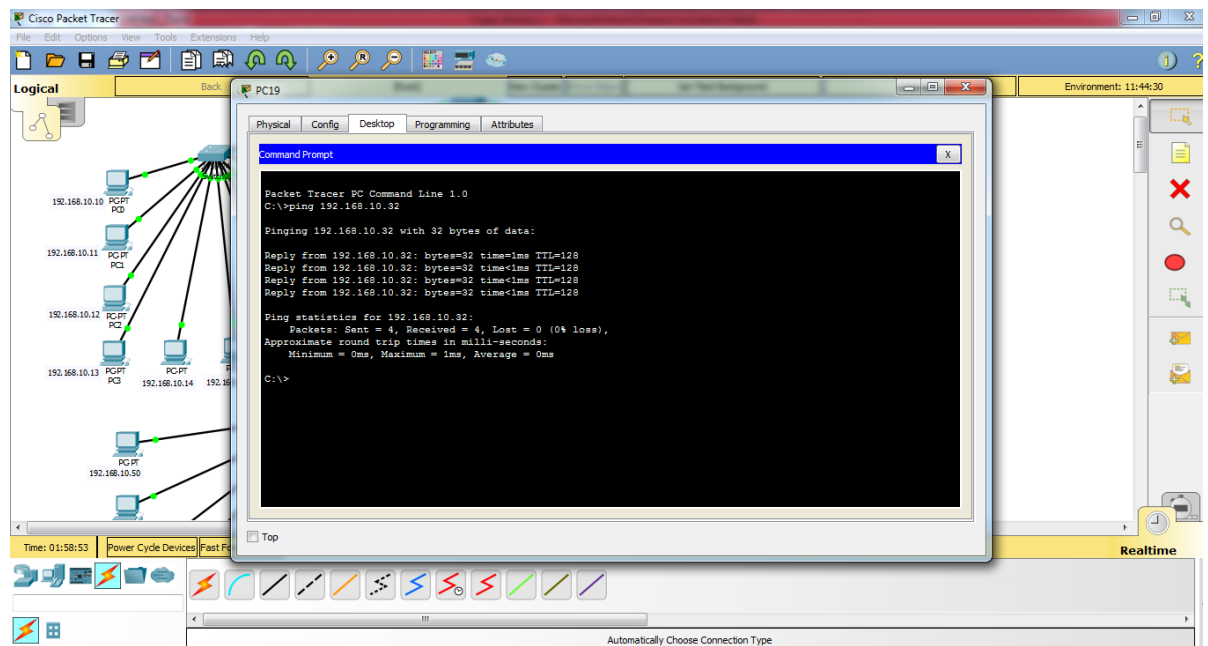 Cisco Packet Tracer
File Edit Options View Tools Extensions Help
Logical
Back
Environment: 11:44:30
PC19
Physical Config Desktop Programming Attributes
Command Prompt
X
Packet Tracer PC Command Line 1.0
C:\>ping 192.168.10.32
Pinging 192.168.10.32 with 32 bytes of data:
Reply from 192.168.10.32: bytes=32 time=1ms TTL=128
Reply from 192.168.10.32: bytes=32 time<1ms TTL=128
Reply from 192.168.10.32: bytes=32 time<1ms TTL=128
Reply from 192.168.10.32: bytes=32 time<1ms TTL=128
Ping statistics for 192.168.10.32:
Packets: Sent = 4, Received = 4, Lost = 0 (0% loss),
Approximate round trip times in milli-seconds:
Minimum = 0ms, Maximum = 1ms, Average = 0ms
C:\>
192.168.10.10 PC-PT
PC0
192.168.10.11 PC-PT
PC1
192.168.10.12 PC-PT
PC2
192.168.10.13 PC-PT
PC3
PC-PT
192.168.10.14
PC-PT
192.168.10.50
Top
Time: 01:58:53 Power Cycle Devices
Realtime
Automatically Choose Connection Type